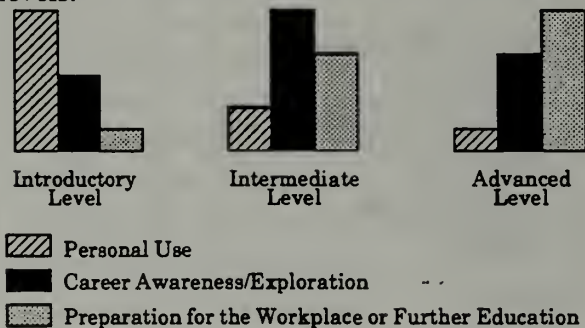 Introductory Level
Intermediate Level
Advanced Level
Personal Use
Career Awareness/Exploration
Preparation for the Workplace or Further Education